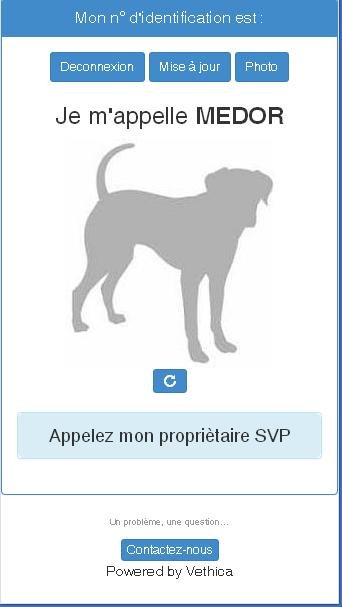 Mon n° d'identification est :
Deconnexion Mise à jour Photo
Je m'appelle MEDOR
Appelez mon propriètaire SVP
Un problème, une question...
Contactez-nous
Powered by Vethica